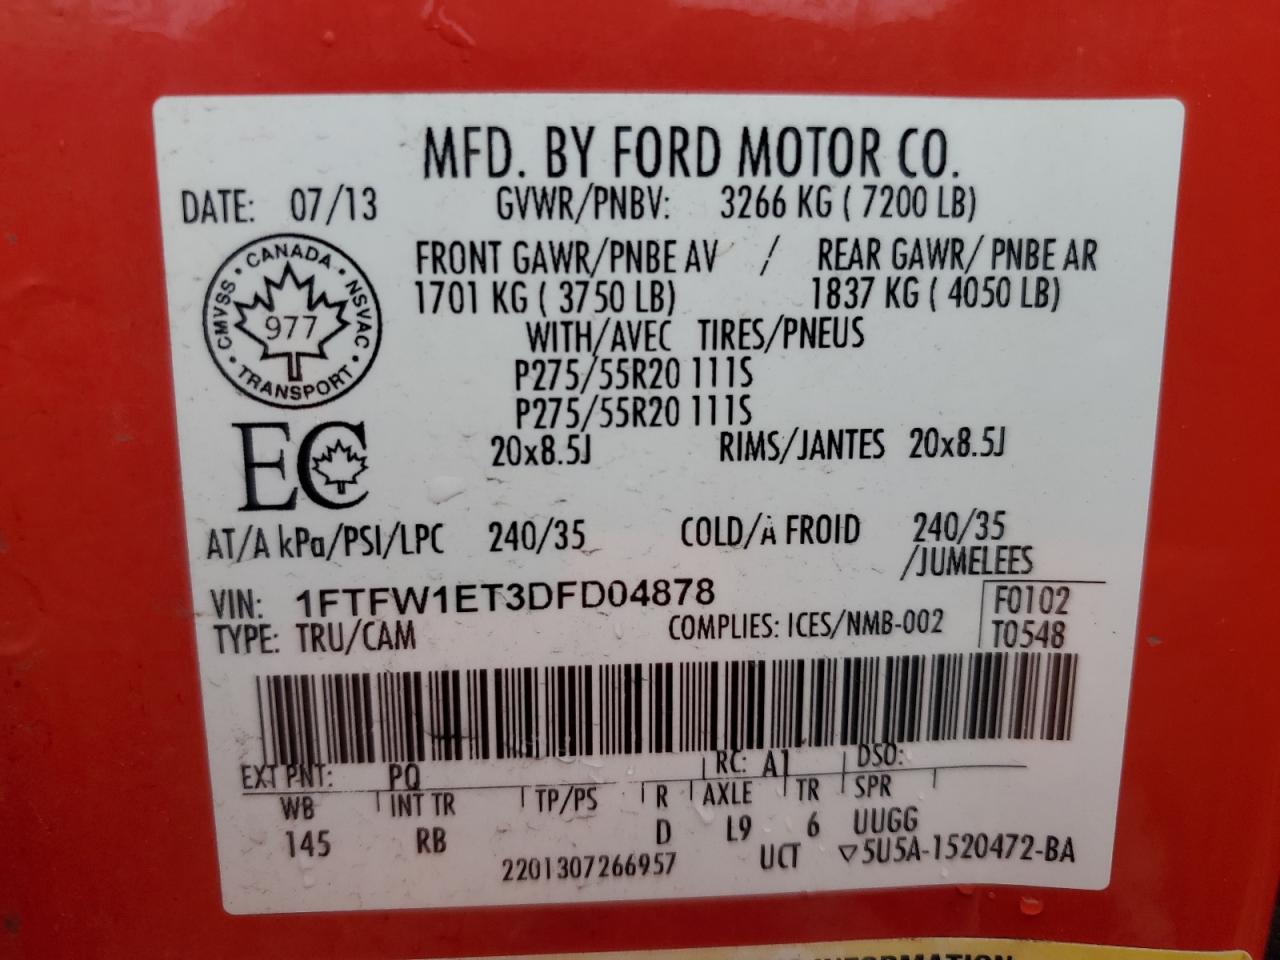 MFD. BY FORD MOTOR CO.
DATE: 07/13 GVWR/PNBV: 3266 KG ( 7200 LB)
FRONT GAWR/PNBE AV / REAR GAWR/ PNBE AR
1701 KG ( 3750 LB) 1837 KG ( 4050 LB)
WITH/AVEC TIRES/PNEUS
P275/55R20 111S
P275/55R20 111S
20x8.5J RIMS/JANTES 20x8.5J
CANADA · NSVAC · TRANSPORT · CMVSS ·
977
EC
AT/A kPa/PSI/LPC 240/35 COLD/À FROID 240/35
/JUMELEES
VIN: 1FTFW1ET3DFD04878 F0102
TYPE: TRU/CAM COMPLIES: ICES/NMB-002 T0548
EXT PNT: PQ RC: A1 DSO:
WB INT TR TP/PS R AXLE TR SPR
145 RB D L9 6 UUGG
2201307266957 UCT ▽5U5A-1520472-BA
INFORMATION